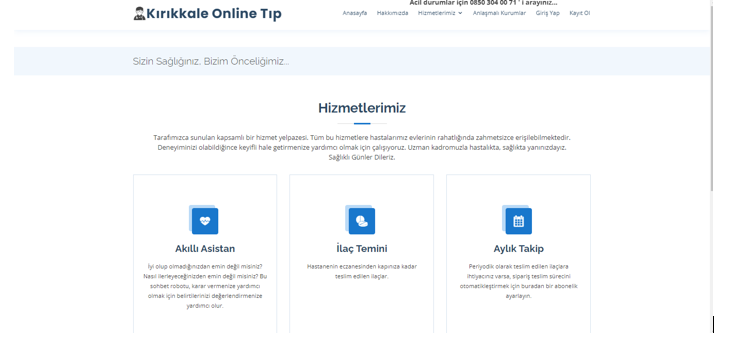 Acil durumlar için 0850 304 00 71 ' i arayınız...
Kırıkkale Online Tıp
Anasayfa Hakkımızda Hizmetlerimiz Anlaşmalı Kurumlar Giriş Yap Kayıt Ol
Sizin Sağlığınız, Bizim Önceliğimiz...
Hizmetlerimiz
Tarafımızca sunulan kapsamlı bir hizmet yelpazesi. Tüm bu hizmetlere hastalarımız evlerinin rahatlığında zahmetsizce erişilebilmektedir.
Deneyiminizi olabildiğince keyifli hale getirmenize yardımcı olmak için çalışıyoruz. Uzman kadromuzla hastalıkta, sağlıkta yanınızdayız.
Sağlıklı Günler Dileriz.
Akıllı Asistan
İyi olup olmadığınızdan emin değil misiniz?
Nasıl ilerleyeceğinizden emin değil misiniz? Bu
sohbet robotu, karar vermenize yardımcı
olmak için belirtilerinizi değerlendirmenize
yardımcı olur.
İlaç Temini
Hastanenin eczanesinden kapınıza kadar
teslim edilen ilaçlar.
Aylık Takip
Periyodik olarak teslim edilen ilaçlara
ihtiyacınız varsa, sipariş teslim sürecini
otomatikleştirmek için buradan bir abonelik
ayarlayın.